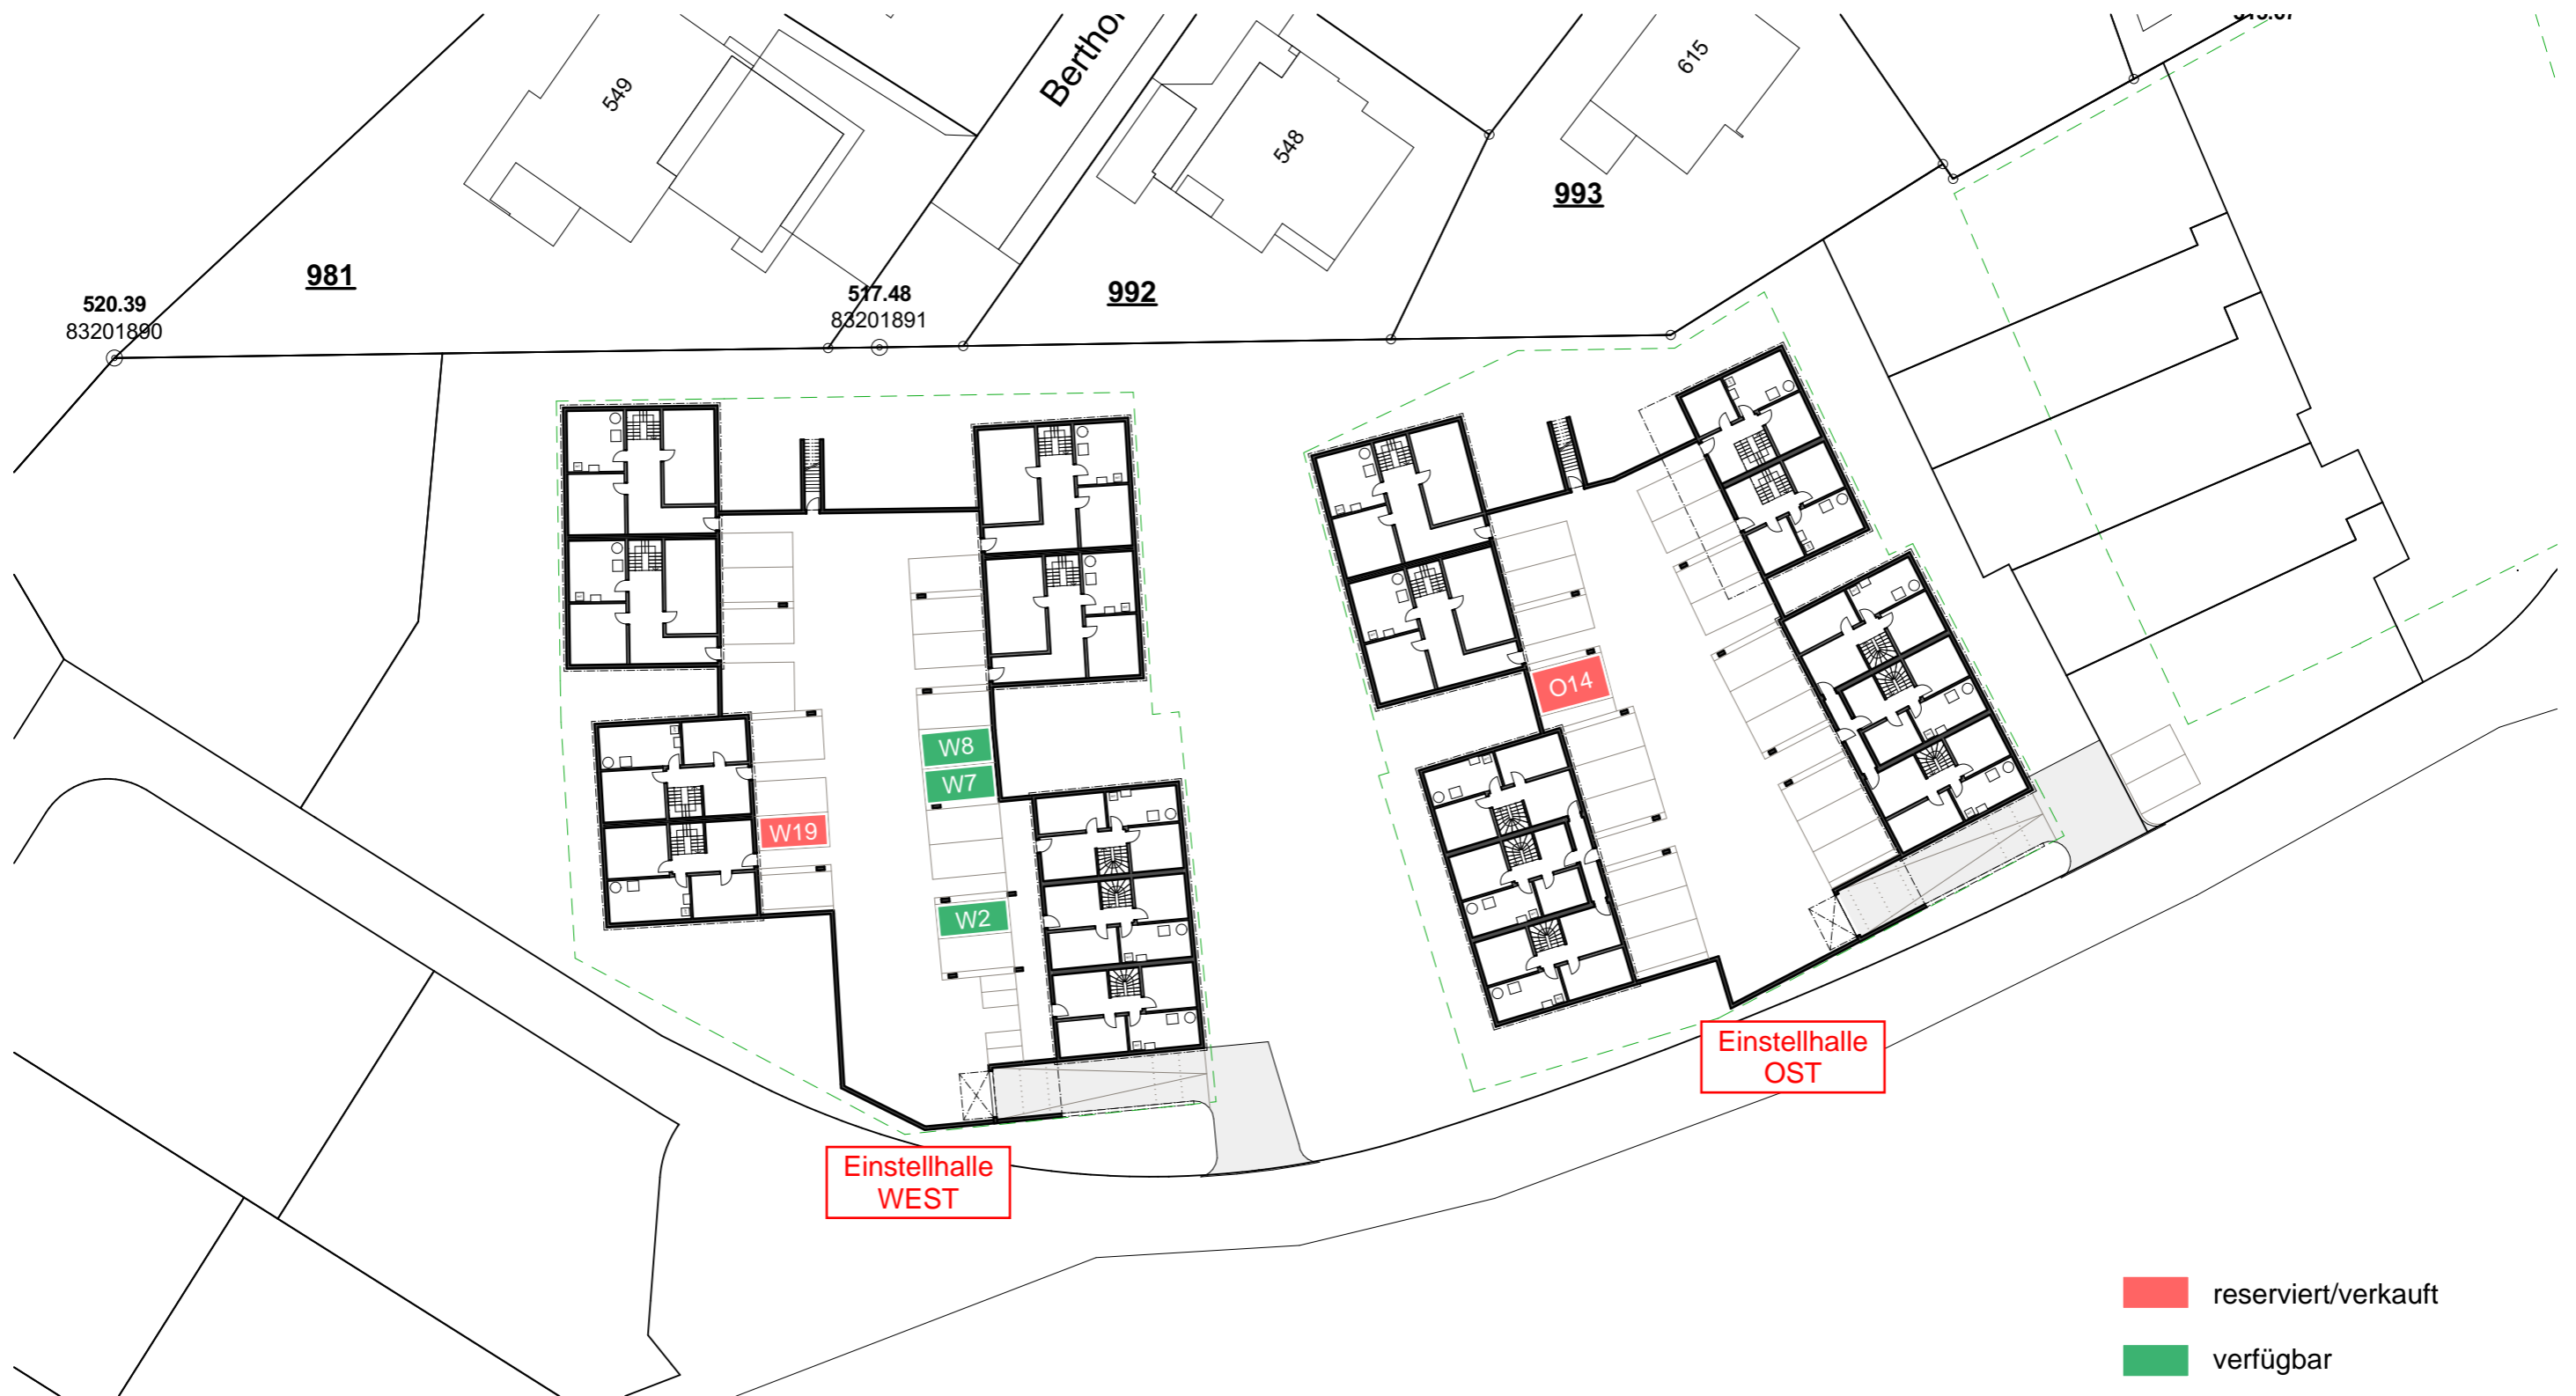 549
548
615
993
981
992
520.39
83201890
517.48
83201891
O14
W8
W7
W19
W2
Einstellhalle
OST
Einstellhalle
WEST
reserviert/verkauft
verfügbar